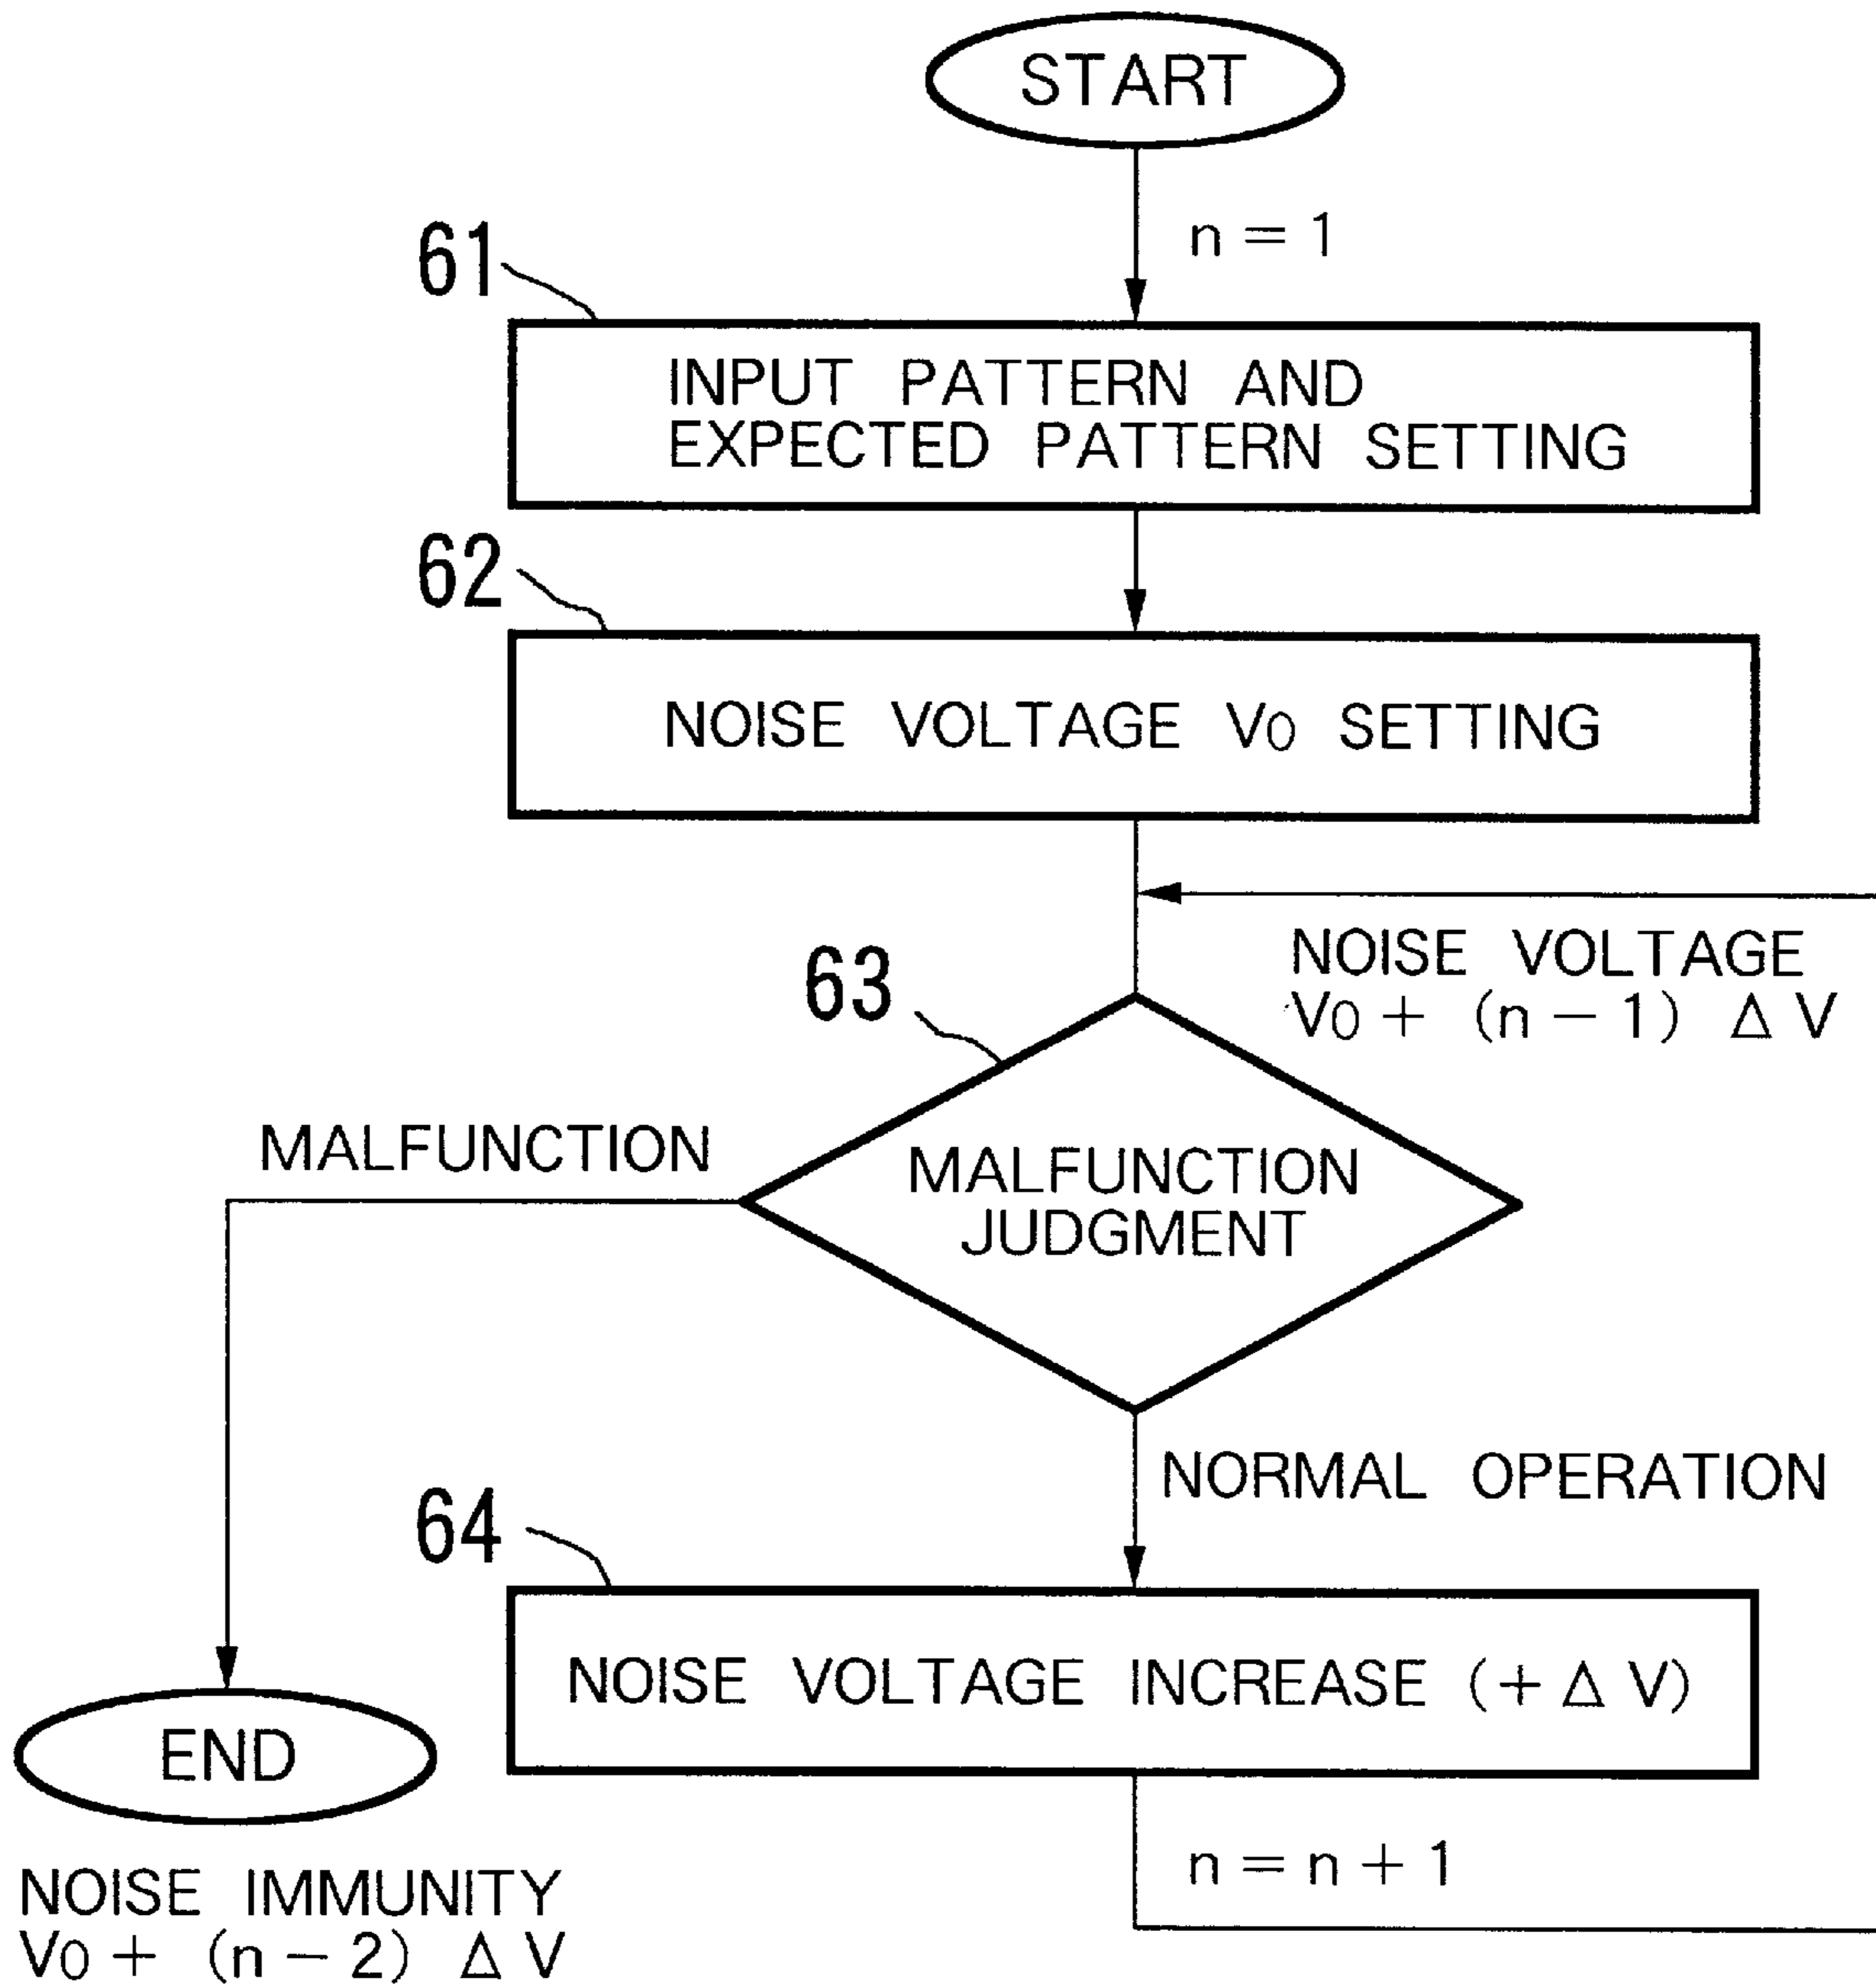 START
n = 1
61
INPUT PATTERN AND
EXPECTED PATTERN SETTING
62
NOISE VOLTAGE V0 SETTING
NOISE VOLTAGE
V0 + (n - 1) Δ V
63
MALFUNCTION
MALFUNCTION
JUDGMENT
NORMAL OPERATION
64
NOISE VOLTAGE INCREASE (+ Δ V)
END
n = n + 1
NOISE IMMUNITY
V0 + (n - 2) Δ V